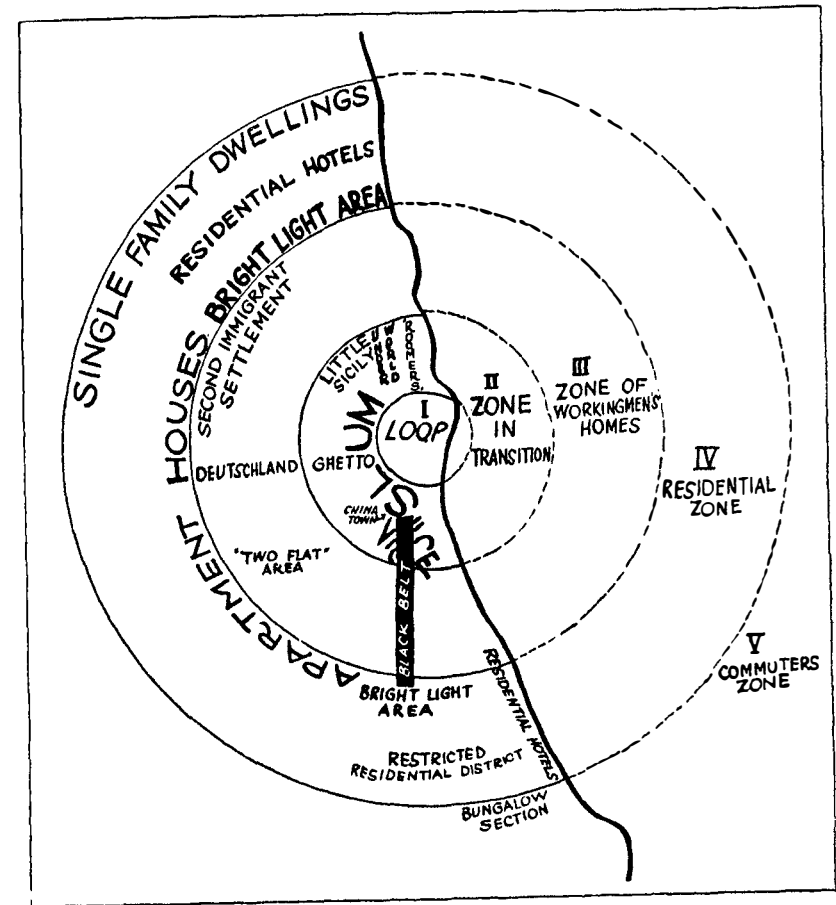 SINGLE FAMILY DWELLINGS
RESIDENTIAL HOTELS
BRIGHT LIGHT AREA
SECOND IMMIGRANT
SETTLEMENT
APARTMENT HOUSES
LITTLE
SICILY
UNDER
WORLD
ROOMERS
I
LOOP
II
ZONE
IN
TRANSITION
III
ZONE OF
WORKINGMEN'S
HOMES
IV
RESIDENTIAL
ZONE
V
COMMUTERS
ZONE
DEUTSCHLAND
GHETTO
SLUM
CHINA
TOWN
VICE
"TWO FLAT"
AREA
BLACK BELT
BRIGHT LIGHT
AREA
RESIDENTIAL HOTELS
RESTRICTED
RESIDENTIAL DISTRICT
BUNGALOW
SECTION